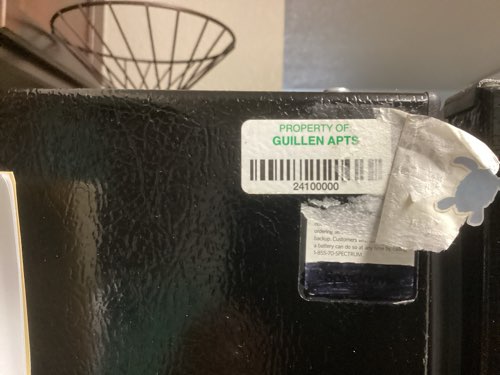 PROPERTY OF
GUILLEN APTS
24100000
ordering
backup. Customers
a battery can do so at any time by
1-855-70-SPECTRUM